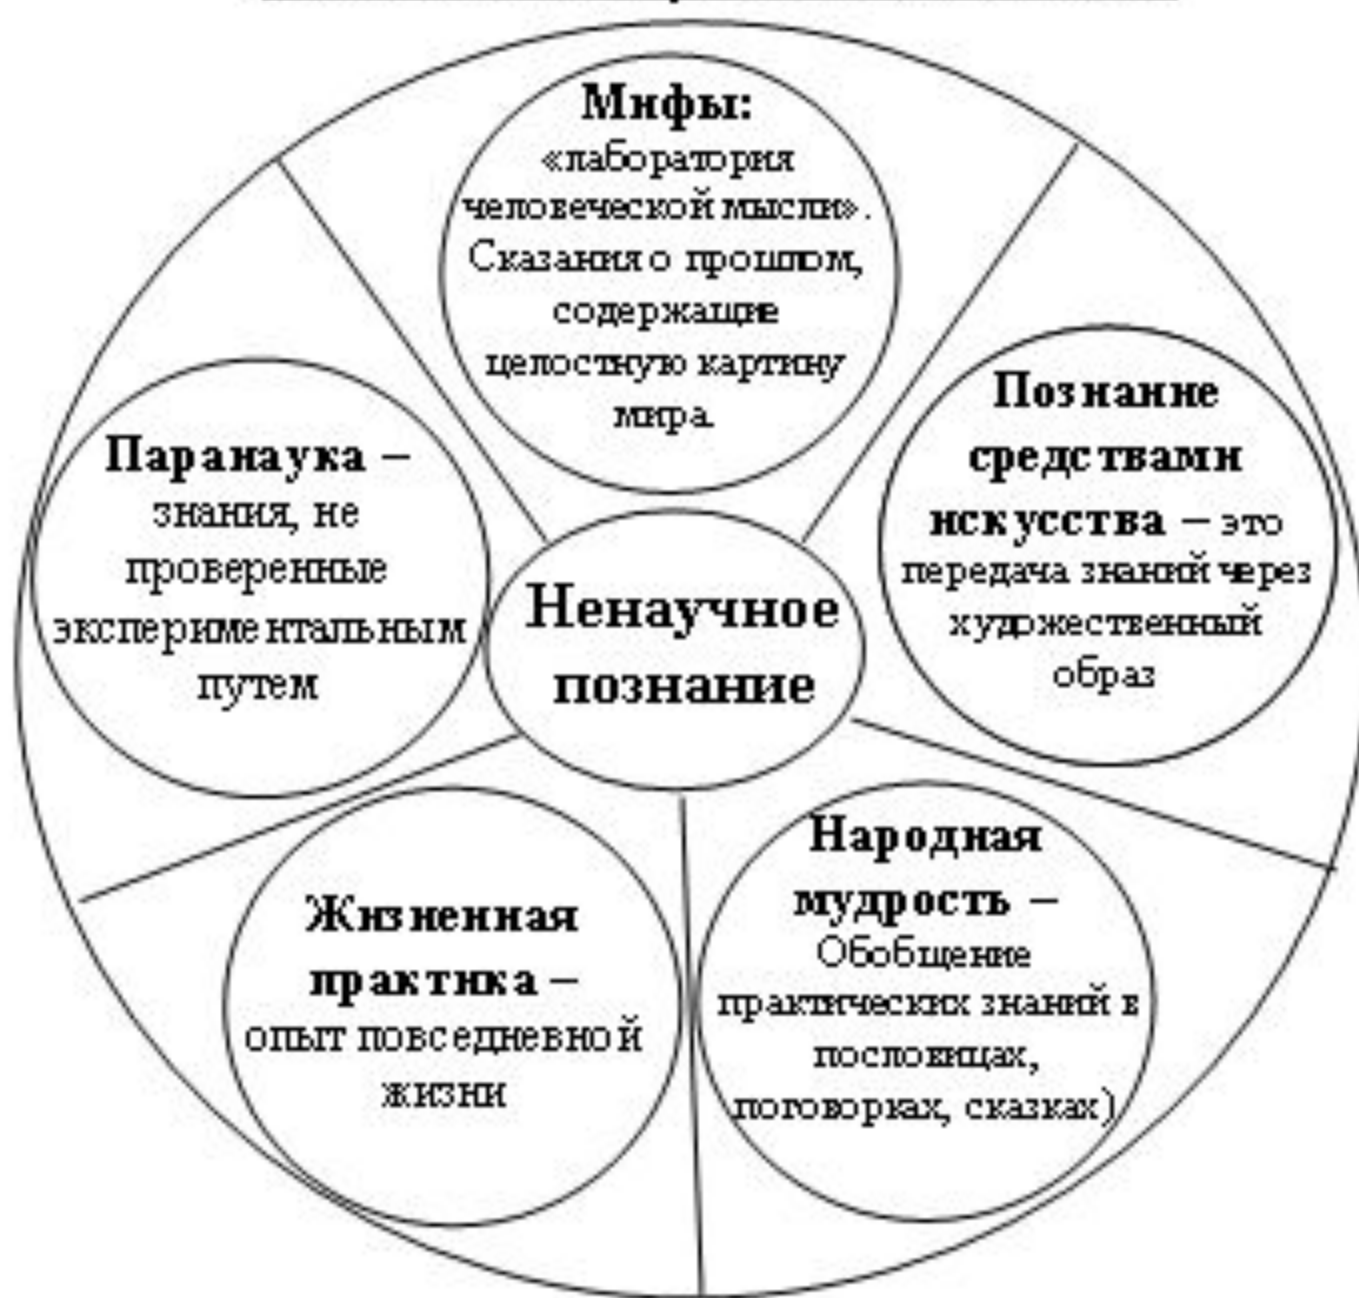 Мифы:
«лаборатория
человеческой мысли».
Сказания о прошлом,
содержащие
целостную картину
мира.
Познание
средствами
искусства – это
передача знаний через
художественный
образ
Паранаука –
знания, не
проверенные
экспериментальным
путем
Ненаучное
познание
Народная
мудрость –
Обобщение
практических знаний в
пословицах,
поговорках, сказках)
Жизненная
практика –
опыт повседневной
жизни